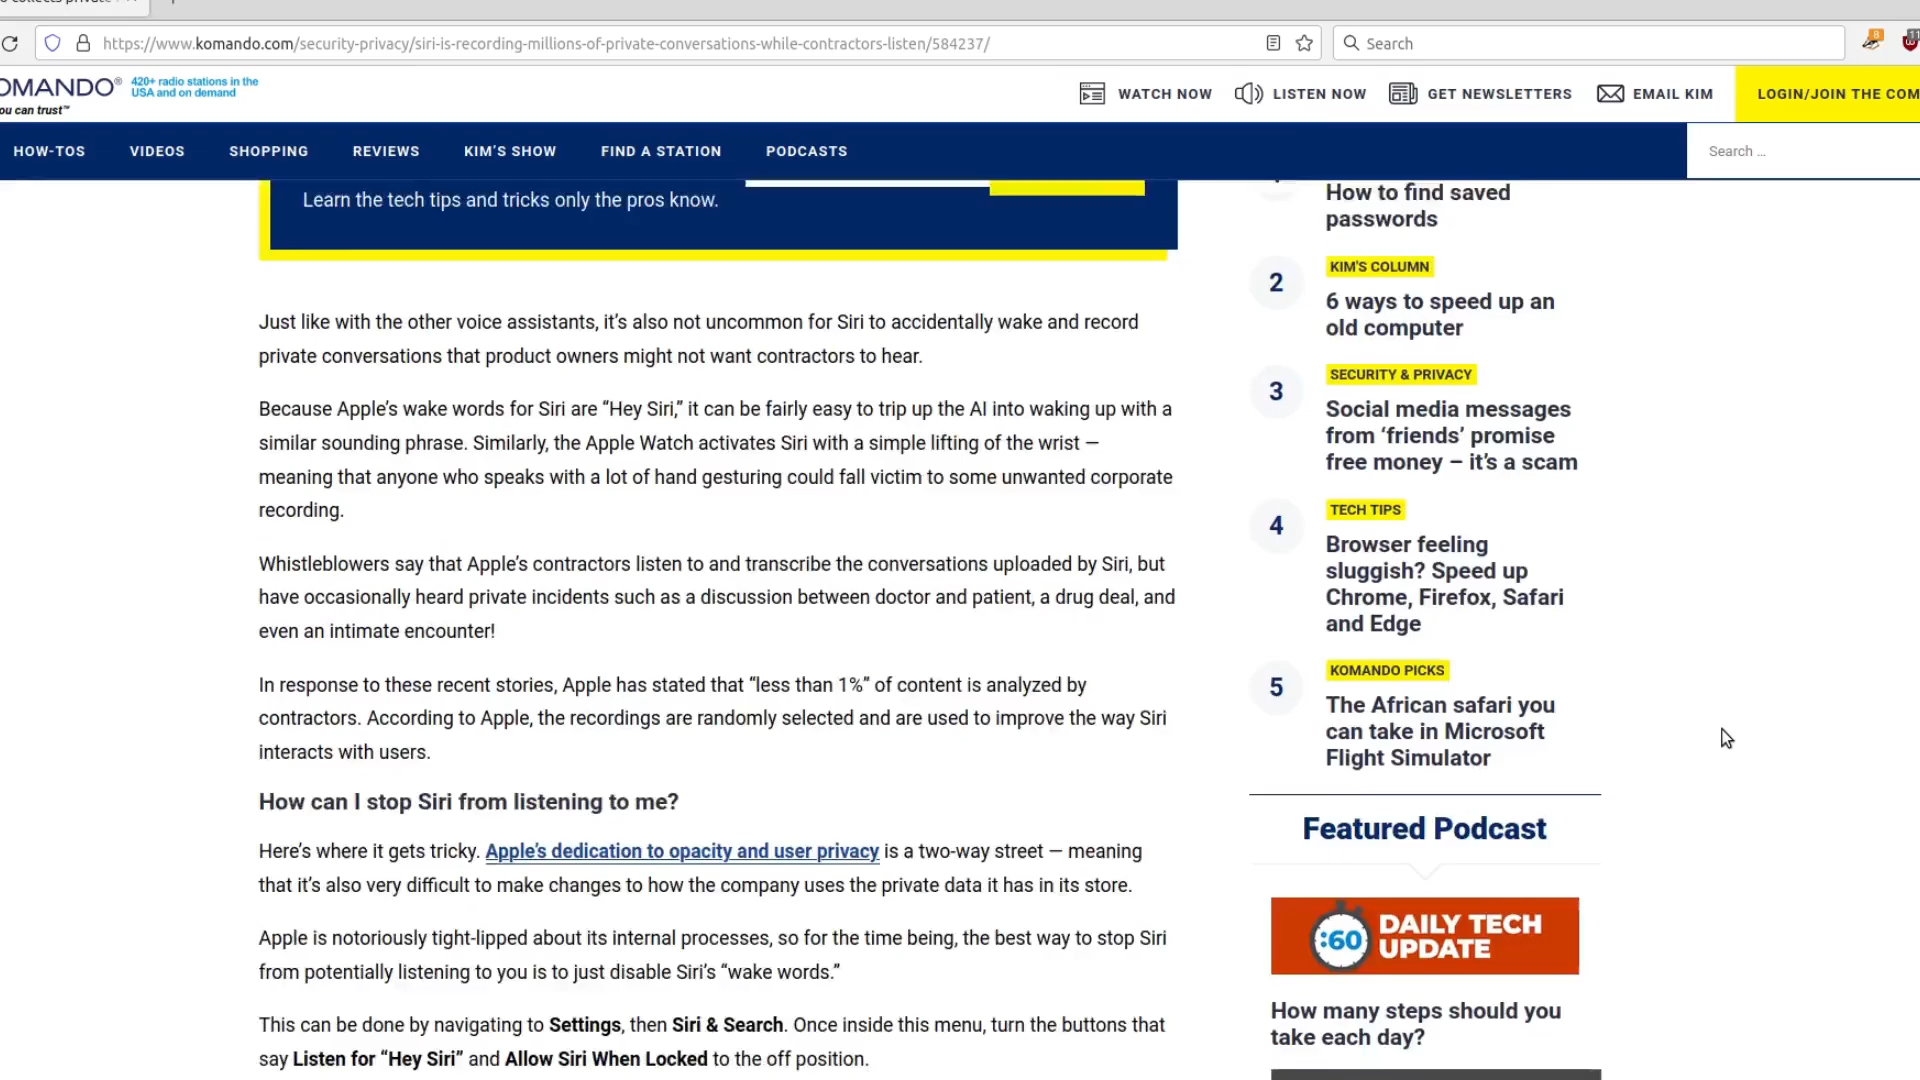 https://www.komando.com/security-privacy/siri-is-recording-millions-of-private-conversations-while-contractors-listen/584237/
Search
8
11
OMANDO®
420+ radio stations in the
USA and on demand
ou can trust™
WATCH NOW
LISTEN NOW
GET NEWSLETTERS
EMAIL KIM
LOGIN/JOIN THE COM
HOW-TOS
VIDEOS
SHOPPING
REVIEWS
KIM'S SHOW
FIND A STATION
PODCASTS
Search …
Learn the tech tips and tricks only the pros know.
Just like with the other voice assistants, it's also not uncommon for Siri to accidentally wake and record
private conversations that product owners might not want contractors to hear.
Because Apple's wake words for Siri are “Hey Siri,” it can be fairly easy to trip up the AI into waking up with a
similar sounding phrase. Similarly, the Apple Watch activates Siri with a simple lifting of the wrist —
meaning that anyone who speaks with a lot of hand gesturing could fall victim to some unwanted corporate
recording.
Whistleblowers say that Apple's contractors listen to and transcribe the conversations uploaded by Siri, but
have occasionally heard private incidents such as a discussion between doctor and patient, a drug deal, and
even an intimate encounter!
In response to these recent stories, Apple has stated that “less than 1%” of content is analyzed by
contractors. According to Apple, the recordings are randomly selected and are used to improve the way Siri
interacts with users.
How can I stop Siri from listening to me?
Here's where it gets tricky. Apple's dedication to opacity and user privacy is a two-way street — meaning
that it's also very difficult to make changes to how the company uses the private data it has in its store.
Apple is notoriously tight-lipped about its internal processes, so for the time being, the best way to stop Siri
from potentially listening to you is to just disable Siri's “wake words.”
This can be done by navigating to Settings, then Siri & Search. Once inside this menu, turn the buttons that
say Listen for “Hey Siri” and Allow Siri When Locked to the off position.
How to find saved
passwords
2
KIM'S COLUMN
6 ways to speed up an
old computer
3
SECURITY & PRIVACY
Social media messages
from ‘friends’ promise
free money – it's a scam
4
TECH TIPS
Browser feeling
sluggish? Speed up
Chrome, Firefox, Safari
and Edge
5
KOMANDO PICKS
The African safari you
can take in Microsoft
Flight Simulator
Featured Podcast
:60
DAILY TECH
UPDATE
How many steps should you
take each day?